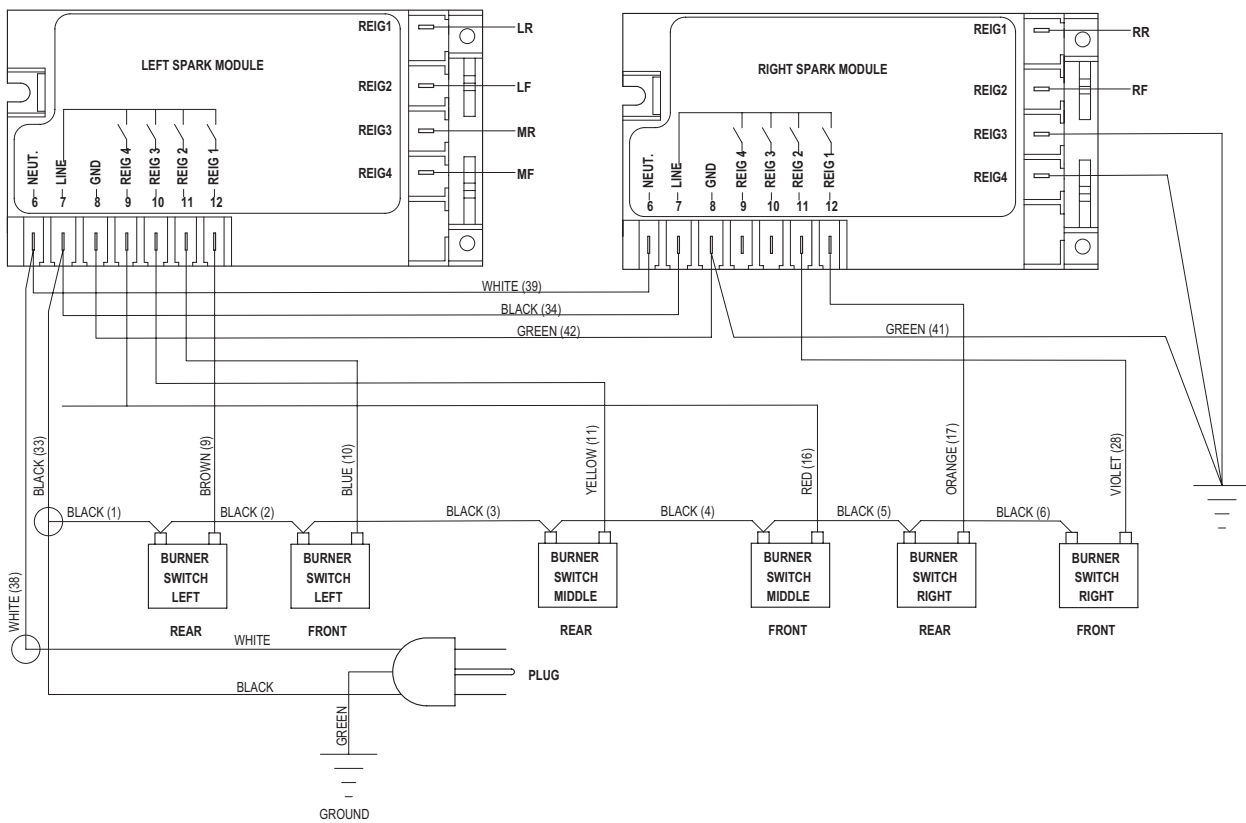 LEFT SPARK MODULE
REIG1
LR
REIG2
LF
REIG3
MR
REIG4
MF
NEUT.
LINE
GND
REIG 4
REIG 3
REIG 2
REIG 1
6
7
8
9
10
11
12
RIGHT SPARK MODULE
REIG1
RR
REIG2
RF
REIG3
REIG4
NEUT.
LINE
GND
REIG 4
REIG 3
REIG 2
REIG 1
6
7
8
9
10
11
12
WHITE (39)
BLACK (34)
GREEN (42)
GREEN (41)
BLACK (33)
BROWN (9)
BLUE (10)
YELLOW (11)
RED (16)
ORANGE (17)
VIOLET (28)
BLACK (1)
BLACK (2)
BLACK (3)
BLACK (4)
BLACK (5)
BLACK (6)
BURNER
SWITCH
LEFT
REAR
BURNER
SWITCH
LEFT
FRONT
BURNER
SWITCH
MIDDLE
REAR
BURNER
SWITCH
MIDDLE
FRONT
BURNER
SWITCH
RIGHT
REAR
BURNER
SWITCH
RIGHT
FRONT
WHITE (38)
WHITE
BLACK
PLUG
GREEN
GROUND